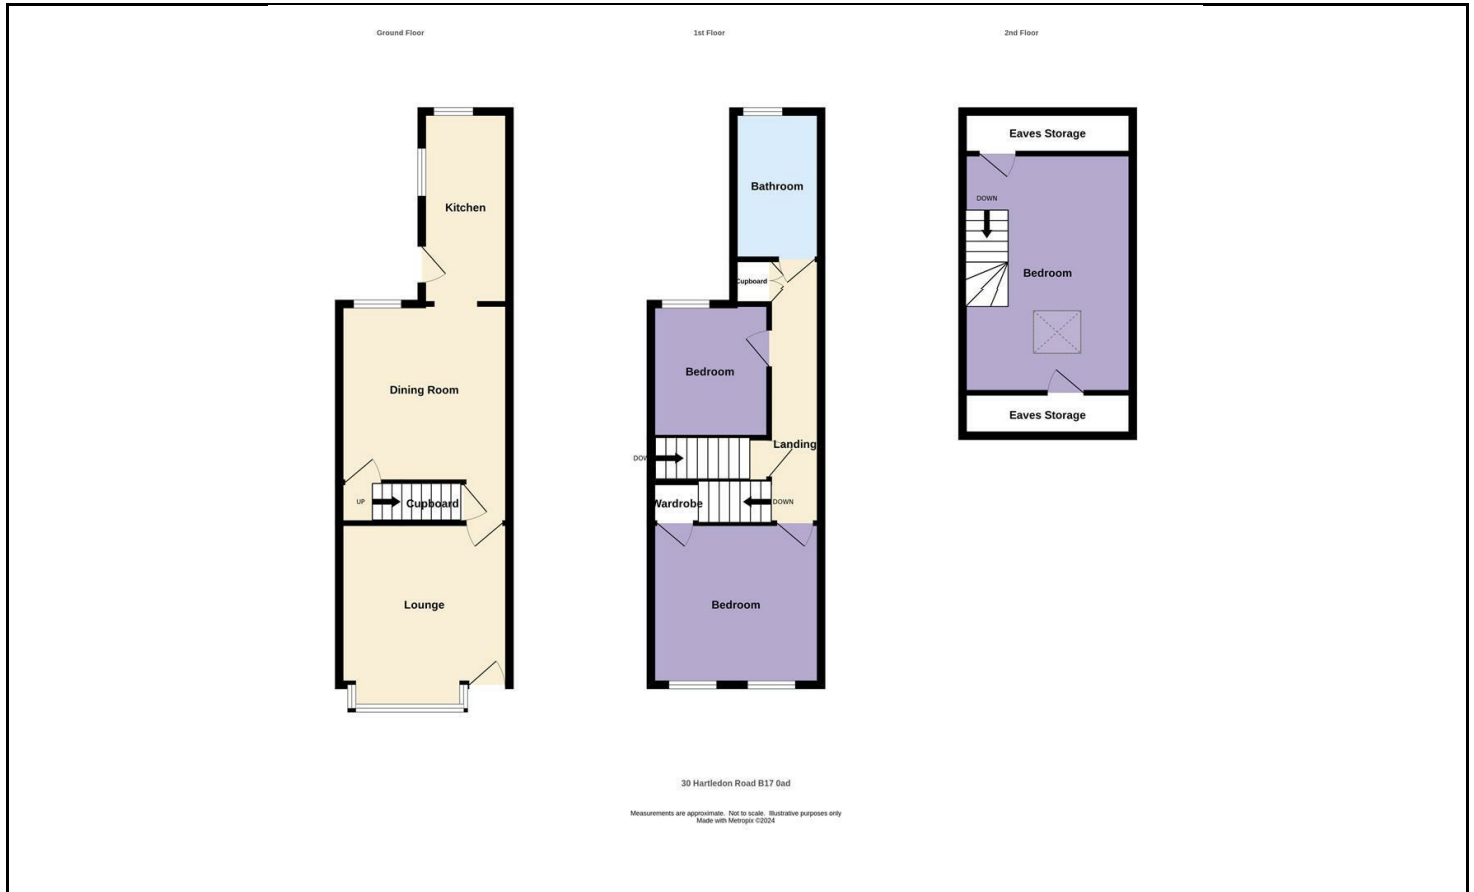 Ground Floor
1st Floor
2nd Floor
Kitchen
Dining Room
UP
Cupboard
Lounge
Bathroom
Cupboard
Bedroom
Landing
DOWN
Wardrobe
DOWN
Bedroom
Eaves Storage
DOWN
Bedroom
Eaves Storage
30 Hartledon Road B17 0ad
Measurements are approximate. Not to scale. Illustrative purposes only
Made with Metropix ©2024